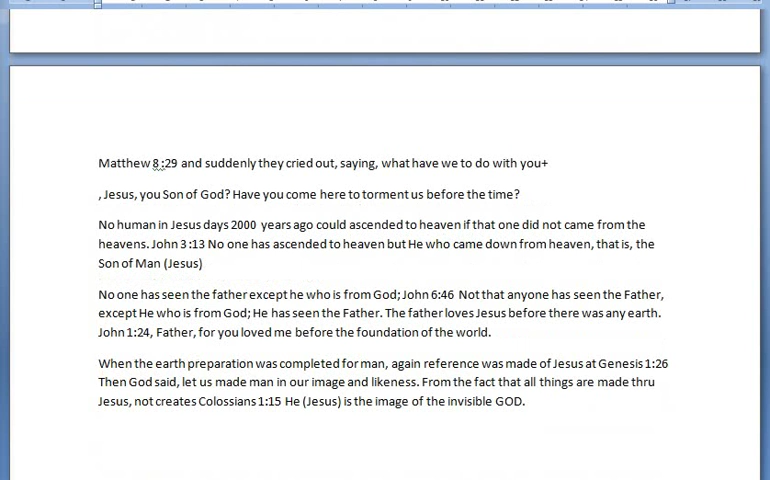 Matthew 8:29 and suddenly they cried out, saying, what have we to do with you+
, Jesus, you Son of God? Have you come here to torment us before the time?
No human in Jesus days 2000 years ago could ascended to heaven if that one did not came from the
heavens. John 3:13 No one has ascended to heaven but He who came down from heaven, that is, the
Son of Man (Jesus)
No one has seen the father except he who is from God; John 6:46 Not that anyone has seen the Father,
except He who is from God; He has seen the Father. The father loves Jesus before there was any earth.
John 1:24, Father, for you loved me before the foundation of the world.
When the earth preparation was completed for man, again reference was made of Jesus at Genesis 1:26
Then God said, let us made man in our image and likeness. From the fact that all things are made thru
Jesus, not creates Colossians 1:15 He (Jesus) is the image of the invisible GOD.